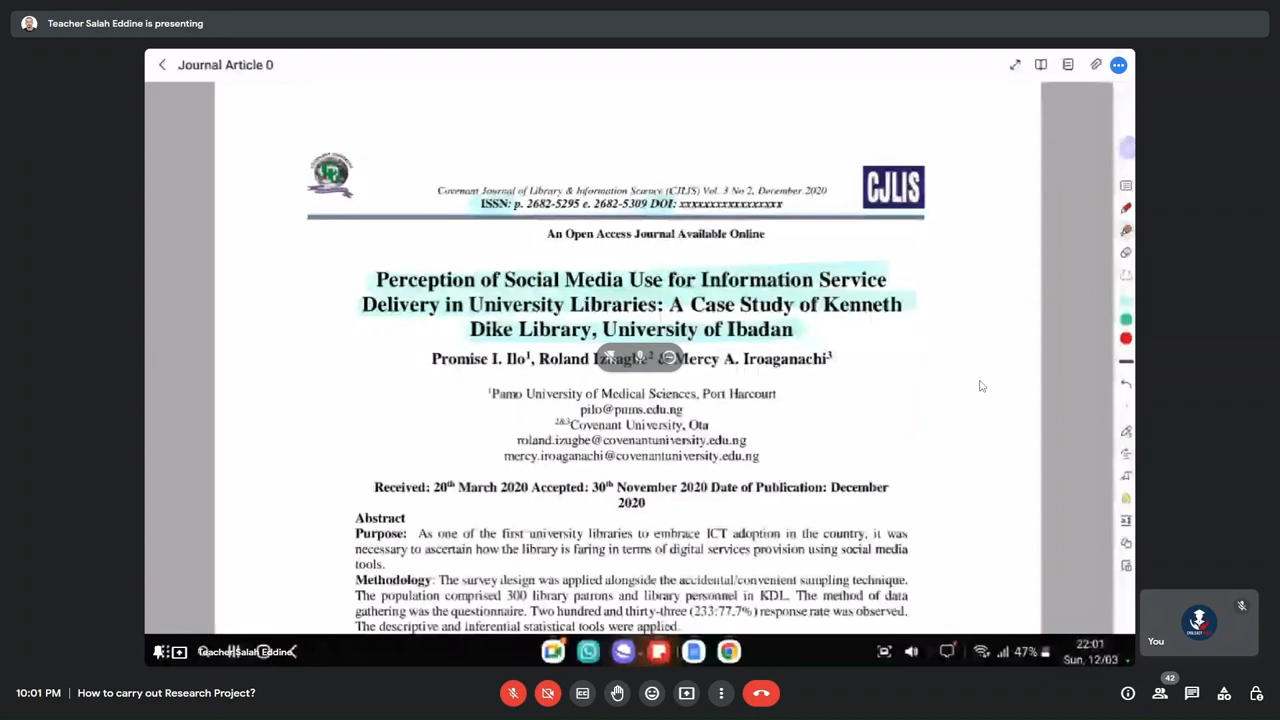 Teacher Salah Eddine is presenting
Journal Article 0
Covenant Journal of Library & Information Science (CJLIS) Vol. 3 No 2, December 2020
ISSN: p. 2682-5295 e. 2682-5309 DOI: xxxxxxxxxxxxxxxxx
CJLIS
An Open Access Journal Available Online
Perception of Social Media Use for Information Service
Delivery in University Libraries: A Case Study of Kenneth
Dike Library, University of Ibadan
Promise I. Ilo¹, Roland Izuagbe² & Mercy A. Iroaganachi³
¹Pamo University of Medical Sciences, Port Harcourt
pilo@pums.edu.ng
²&³Covenant University, Ota
roland.izugbe@covenantuniversity.edu.ng
mercy.iroaganachi@covenantuniversity.edu.ng
Received: 20th March 2020 Accepted: 30th November 2020 Date of Publication: December
2020
Abstract
Purpose: As one of the first university libraries to embrace ICT adoption in the country, it was
necessary to ascertain how the library is faring in terms of digital services provision using social media
tools.
Methodology: The survey design was applied alongside the accidental/convenient sampling technique.
The population comprised 300 library patrons and library personnel in KDL. The method of data
gathering was the questionnaire. Two hundred and thirty-three (233:77.7%) response rate was observed.
The descriptive and inferential statistical tools were applied.
You
Teacher Salah Eddine
47%
22:01
Sun, 12/03
10:01 PM | How to carry out Research Project?
42